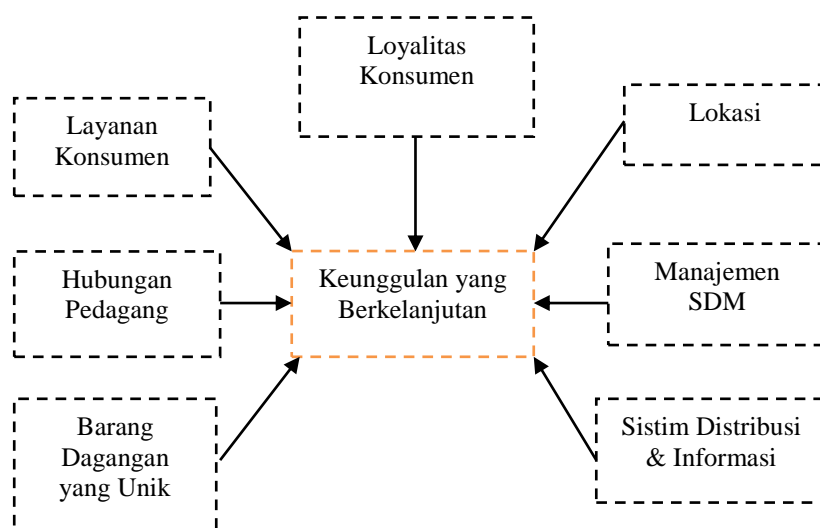 Loyalitas
Konsumen
Layanan
Konsumen
Lokasi
Hubungan
Pedagang
Keunggulan yang
Berkelanjutan
Manajemen
SDM
Barang
Dagangan
yang Unik
Sistim Distribusi
& Informasi